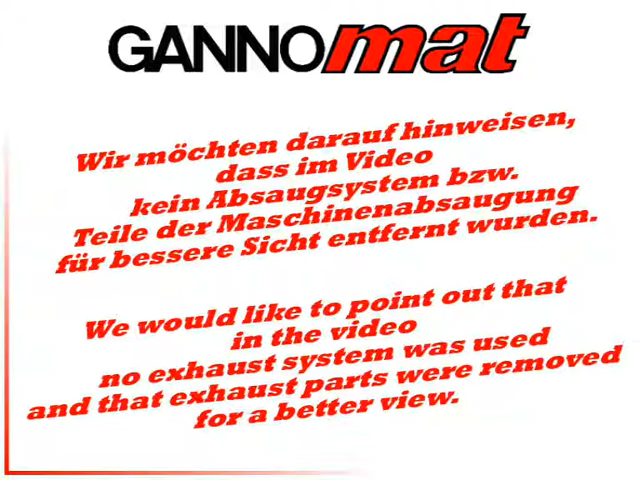 GANNOmat
Wir möchten darauf hinweisen,
dass im Video
kein Absaugsystem bzw.
Teile der Maschinenabsaugung
für bessere Sicht entfernt wurden.
We would like to point out that
in the video
no exhaust system was used
and that exhaust parts were removed
for a better view.